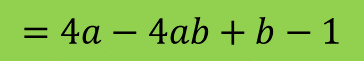 = 4a − 4ab + b − 1